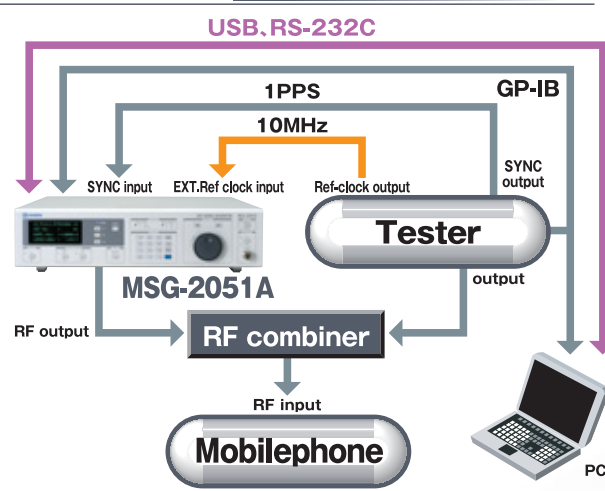 USB、RS-232C
GP-IB
1PPS
10MHz
SYNC
output
SYNC input
EXT.Ref clock input
Ref-clock output
Tester
MSG-2051A
output
RF output
RF combiner
RF input
Mobilephone
PC